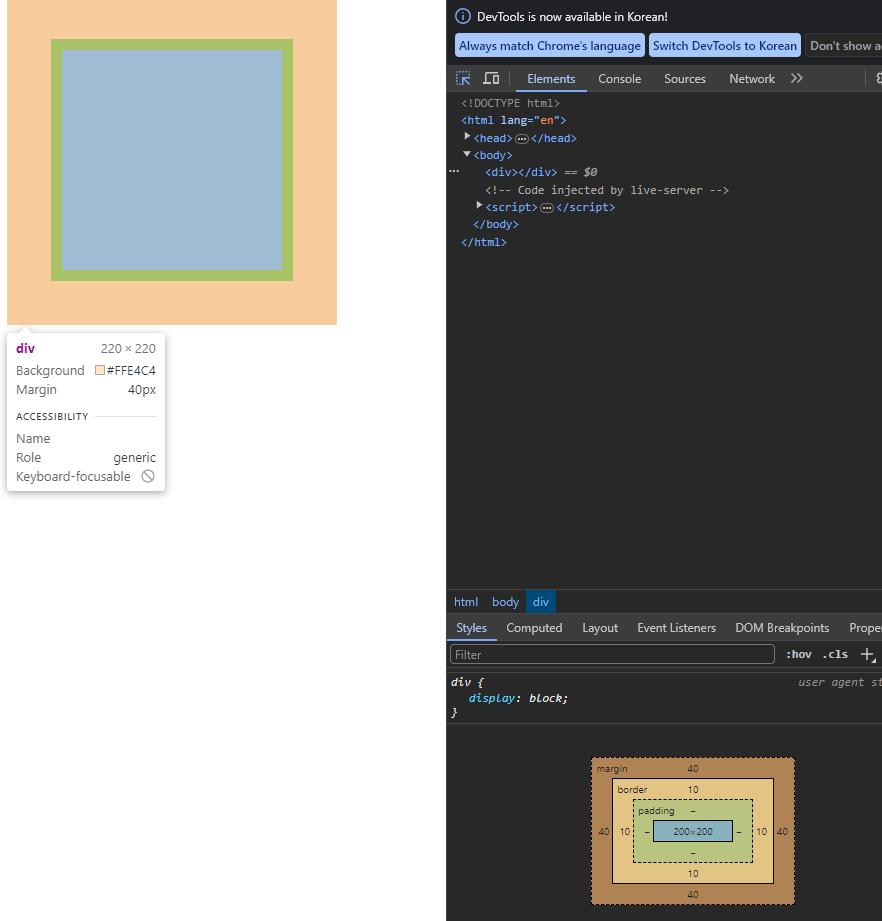 div 220 × 220
Background #FFE4C4
Margin 40px
ACCESSIBILITY
Name
Role generic
Keyboard-focusable
DevTools is now available in Korean!
Always match Chrome's language Switch DevTools to Korean Don't show a
Elements Console Sources Network
<!DOCTYPE html>
<html lang="en">
<head> ⋯ </head>
<body>
<div></div> == $0
<!-- Code injected by live-server -->
<script> ⋯ </script>
</body>
</html>
html body div
Styles Computed Layout Event Listeners DOM Breakpoints Proper
Filter :hov .cls
div { user agent st
display: block;
}
margin 40
border 10
padding –
40 10 – 200×200 – 10 40
–
10
40